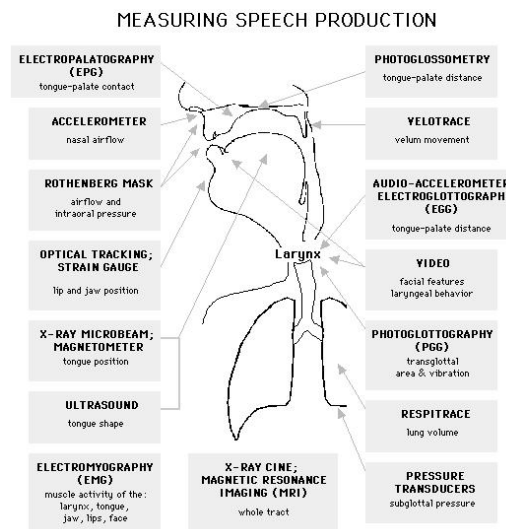 MEASURING SPEECH PRODUCTION
ELECTROPALATOGRAPHY
(EPG)
tongue-palate contact
ACCELEROMETER
nasal airflow
ROTHENBERG MASK
airflow and
intraoral pressure
OPTICAL TRACKING;
STRAIN GAUGE
lip and jaw position
X-RAY MICROBEAM;
MAGNETOMETER
tongue position
ULTRASOUND
tongue shape
ELECTROMYOGRAPHY
(EMG)
muscle activity of the:
larynx, tongue,
jaw, lips, face
Larynx
X-RAY CINE;
MAGNETIC RESONANCE
IMAGING (MRI)
whole tract
PHOTOGLOSSOMETRY
tongue-palate distance
VELOTRACE
velum movement
AUDIO-ACCELEROMETER
ELECTROGLOTTOGRAPH
(EGG)
tongue-palate distance
VIDEO
facial features
laryngeal behavior
PHOTOGLOTTOGRAPHY
(PGG)
transglottal
area & vibration
RESPITRACE
lung volume
PRESSURE
TRANSDUCERS
subglottal pressure